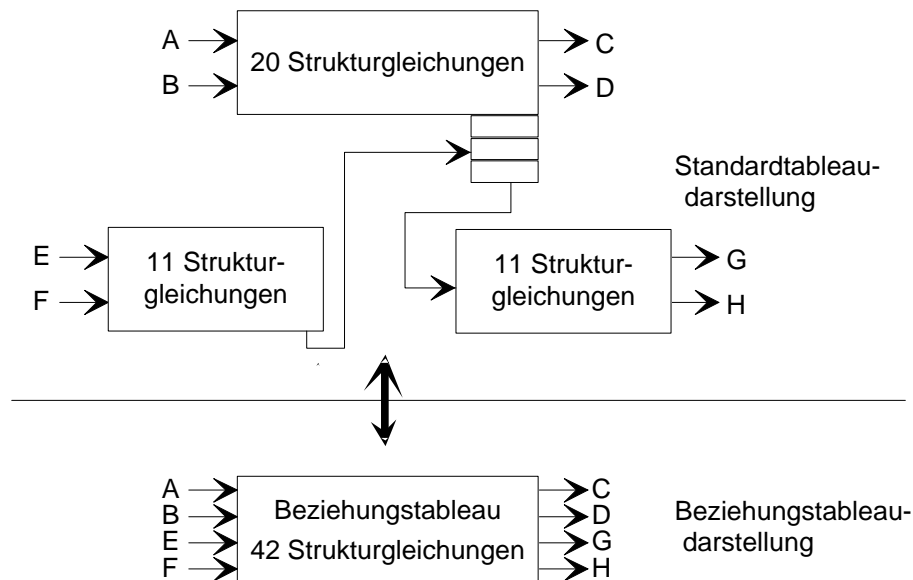 A
C
20 Strukturgleichungen
B
D
Standardtableau-
darstellung
E
11 Struktur-
gleichungen
F
11 Struktur-
gleichungen
G
H
A
C
Beziehungstableau
B
D
E
42 Strukturgleichungen
G
F
H
Beziehungstableau-
darstellung